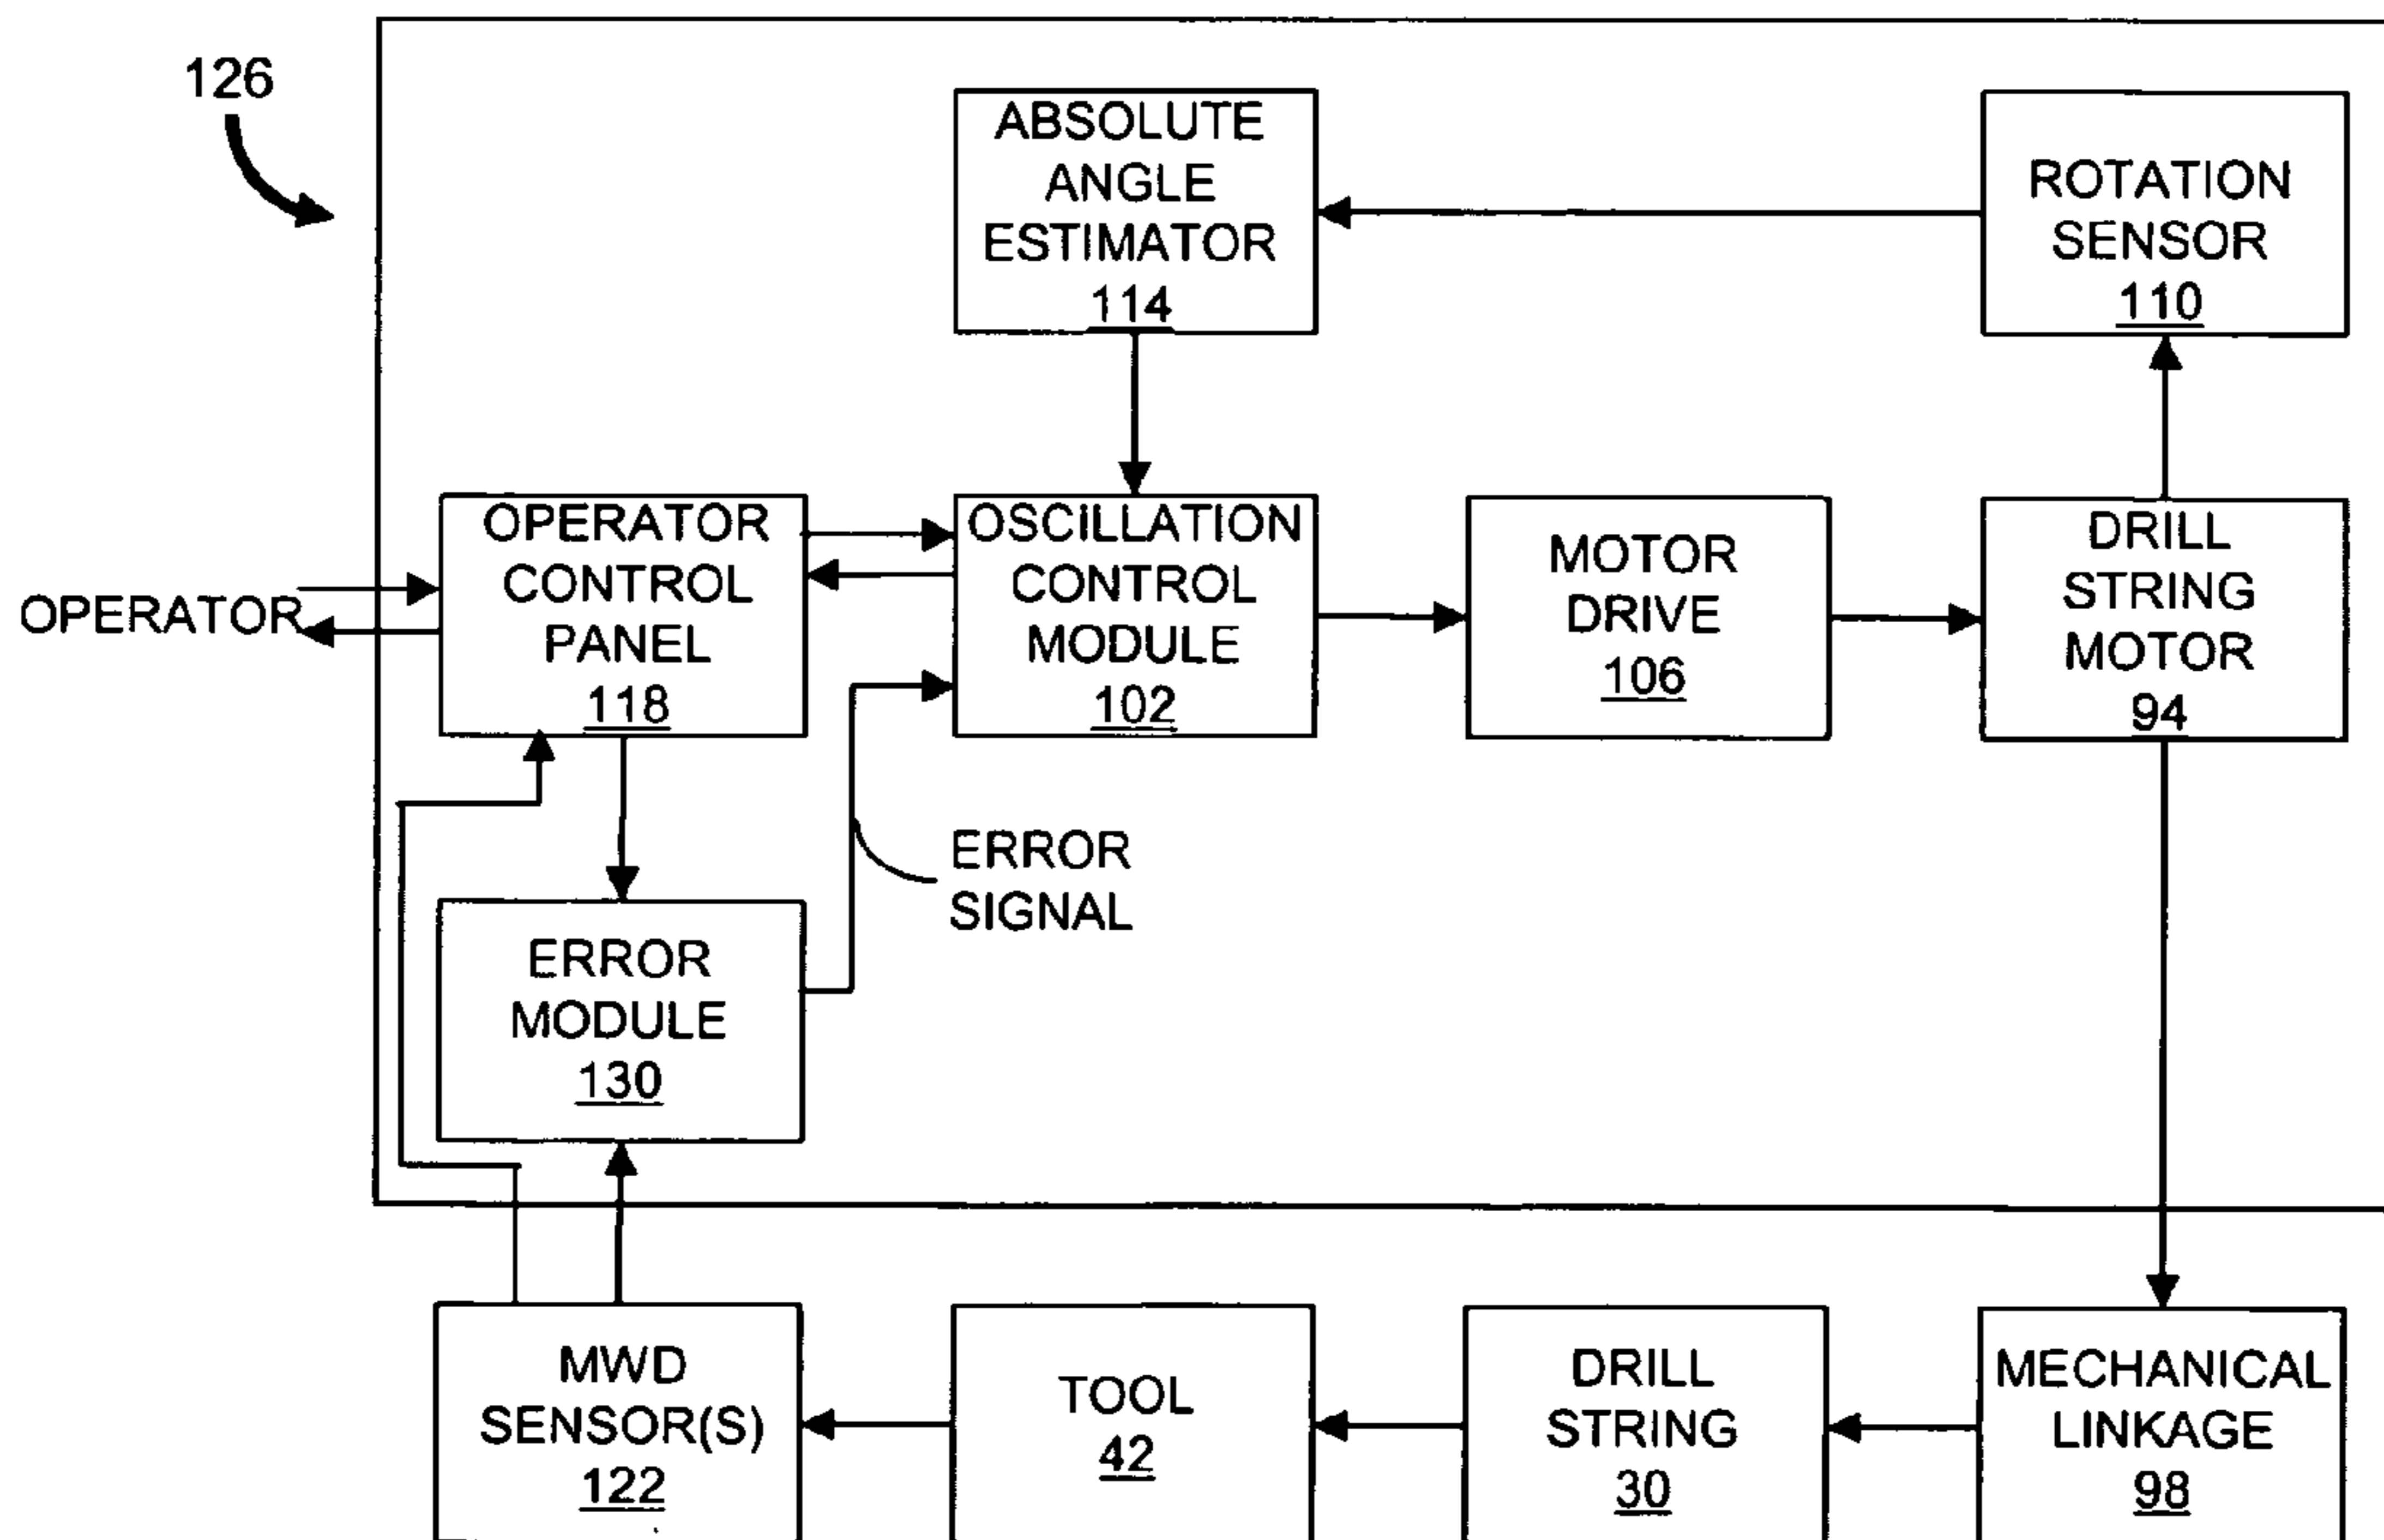 126
ABSOLUTE
ANGLE
ESTIMATOR
114
ROTATION
SENSOR
110
OPERATOR
OPERATOR
CONTROL
PANEL
118
OSCILLATION
CONTROL
MODULE
102
MOTOR
DRIVE
106
DRILL
STRING
MOTOR
94
ERROR
SIGNAL
ERROR
MODULE
130
MWD
SENSOR(S)
122
TOOL
42
DRILL
STRING
30
MECHANICAL
LINKAGE
98